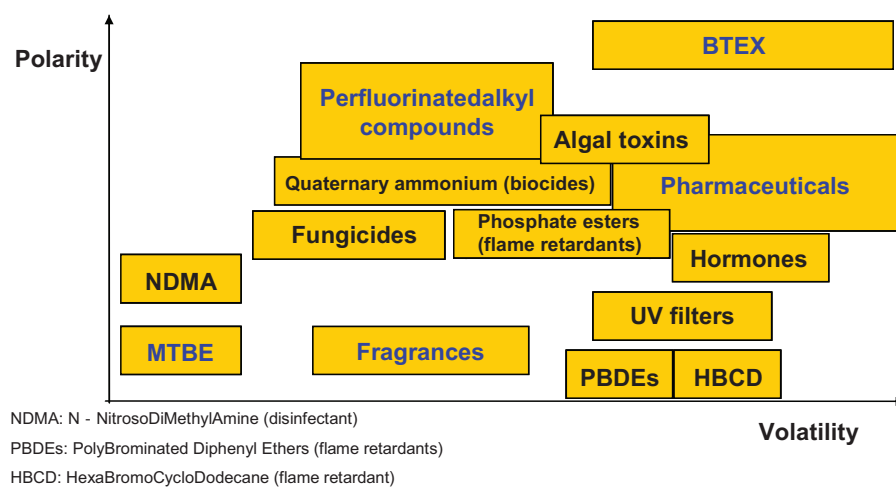 Polarity
BTEX
Perfluorinatedalkyl
compounds
Algal toxins
Quaternary ammonium (biocides)
Pharmaceuticals
Fungicides
Phosphate esters
(flame retardants)
Hormones
NDMA
UV filters
MTBE
Fragrances
PBDEs
HBCD
NDMA: N - NitrosoDiMethylAmine (disinfectant)
Volatility
PBDEs: PolyBrominated Diphenyl Ethers (flame retardants)
HBCD: HexaBromoCycloDodecane (flame retardant)